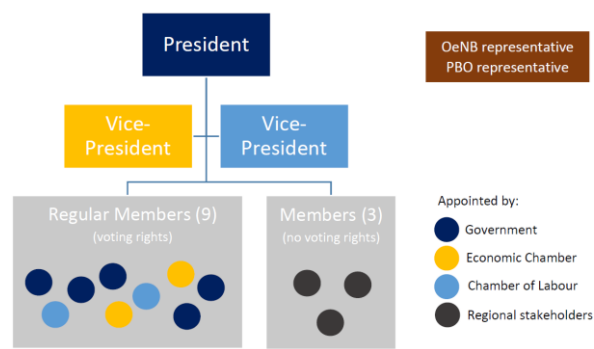 President
OeNB representative
PBO representative
Vice-
President
Vice-
President
Regular Members (9)
(voting rights)
Members (3)
(no voting rights)
Appointed by:
Government
Economic Chamber
Chamber of Labour
Regional stakeholders